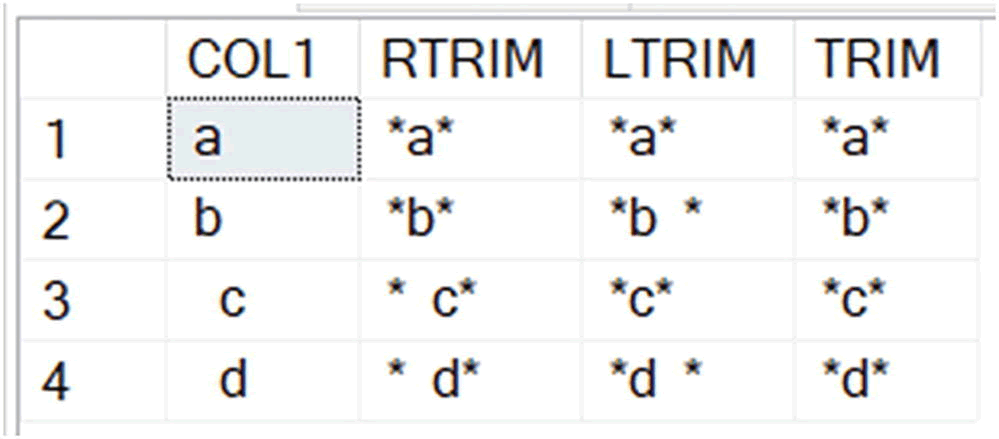 COL1 RTRIM LTRIM TRIM
1 a *a* *a* *a*
2 b *b* *b  * *b*
3   c *  c* *c* *c*
4   d *  d* *d  * *d*